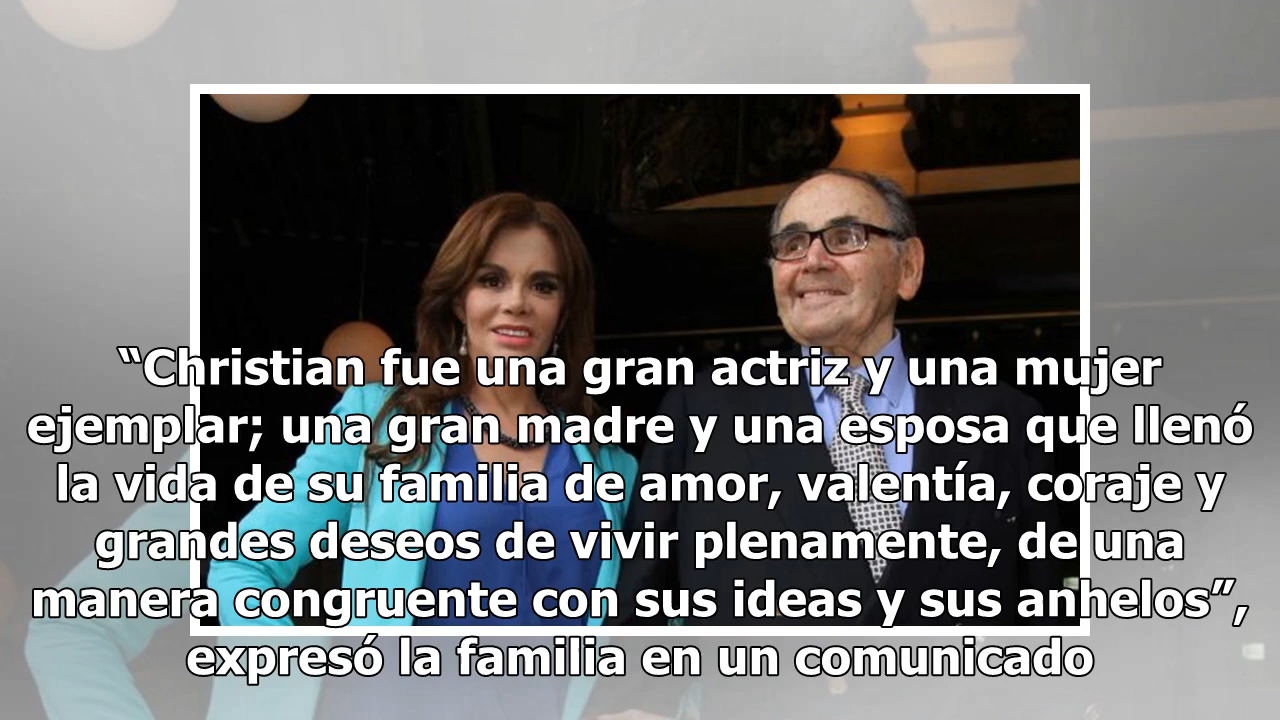 “Christian fue una gran actriz y una mujer
ejemplar; una gran madre y una esposa que llenó
la vida de su familia de amor, valentía, coraje y
grandes deseos de vivir plenamente, de una
manera congruente con sus ideas y sus anhelos”,
expresó la familia en un comunicado